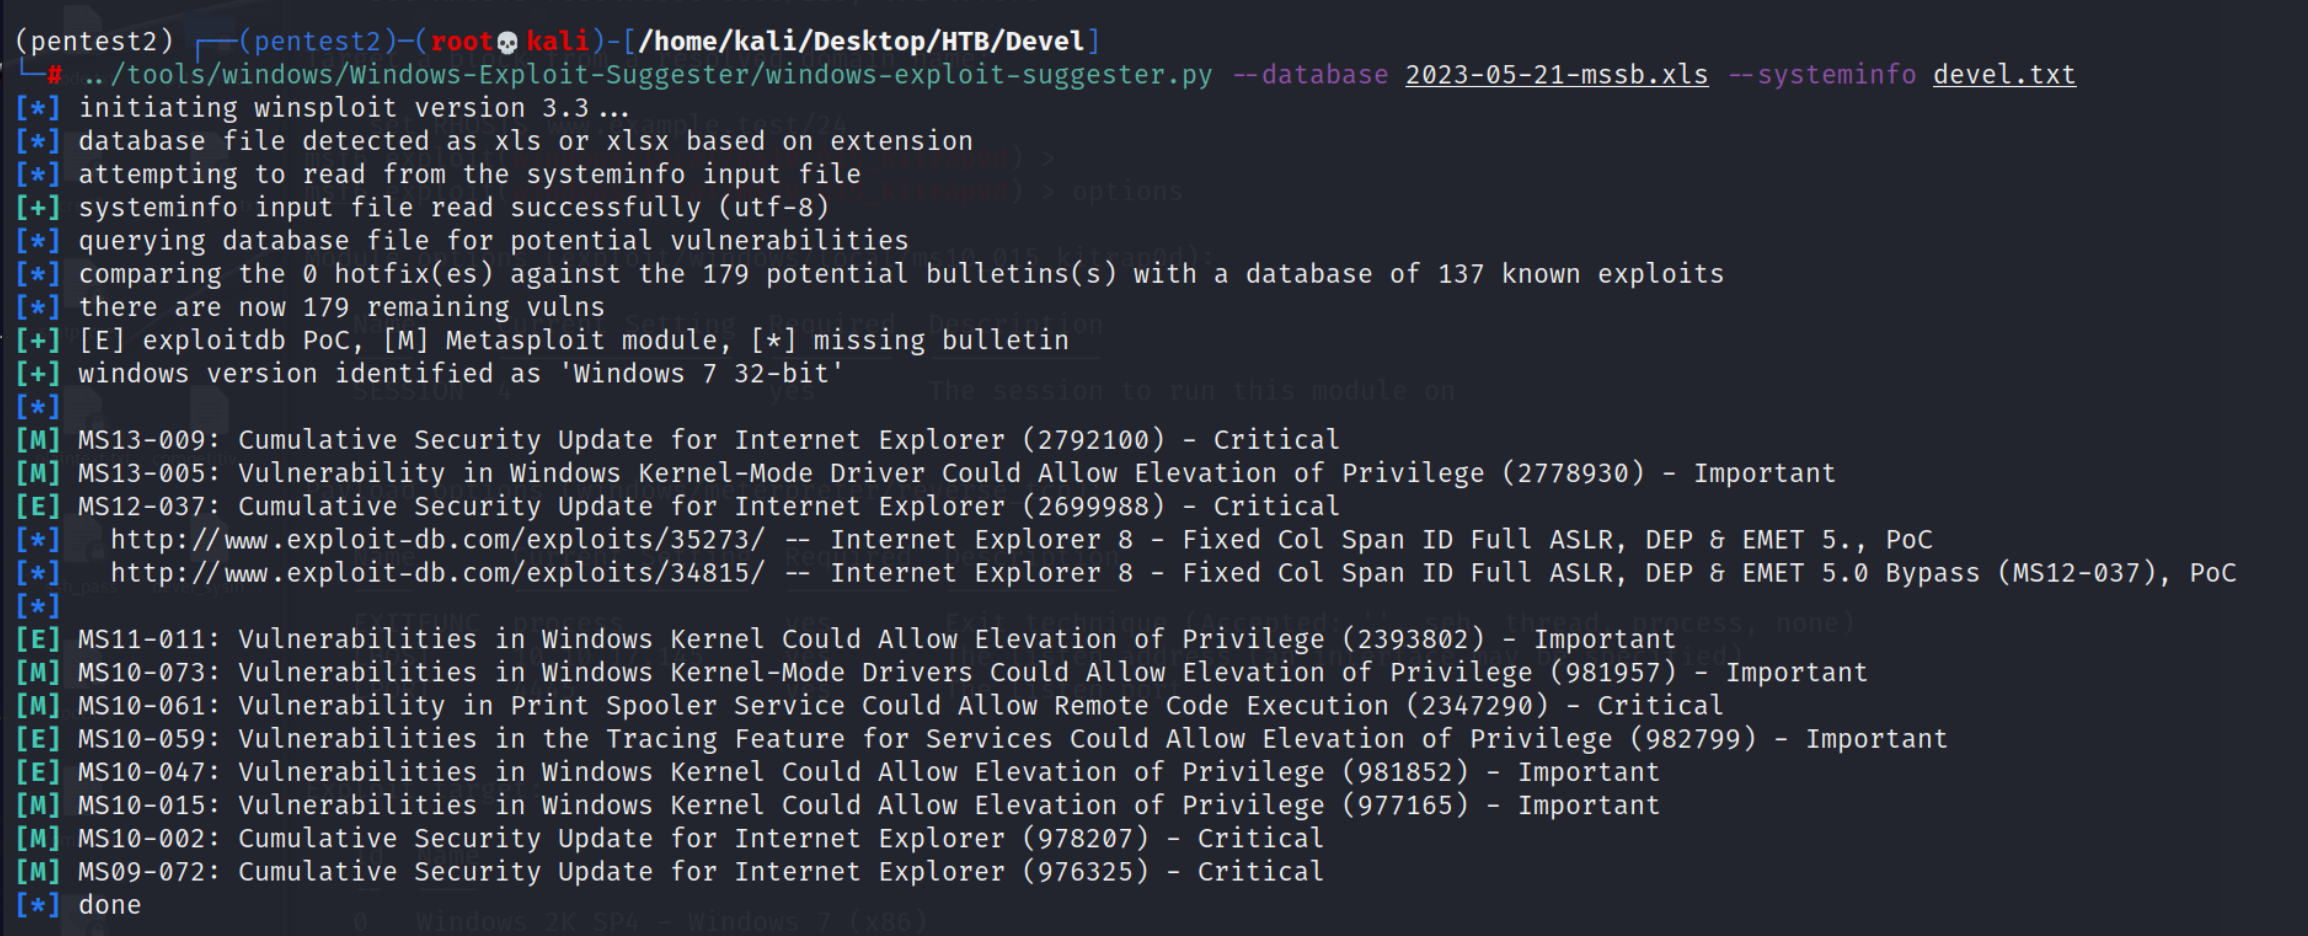 (pentest2) ┌──(pentest2)─(root💀kali)-[/home/kali/Desktop/HTB/Devel]
└─# ../tools/windows/Windows-Exploit-Suggester/windows-exploit-suggester.py --database 2023-05-21-mssb.xls --systeminfo devel.txt
[*] initiating winsploit version 3.3...
[*] database file detected as xls or xlsx based on extension
[*] attempting to read from the systeminfo input file
[+] systeminfo input file read successfully (utf-8)
[*] querying database file for potential vulnerabilities
[*] comparing the 0 hotfix(es) against the 179 potential bulletins(s) with a database of 137 known exploits
[*] there are now 179 remaining vulns
[+] [E] exploitdb PoC, [M] Metasploit module, [*] missing bulletin
[+] windows version identified as 'Windows 7 32-bit'
[*]
[M] MS13-009: Cumulative Security Update for Internet Explorer (2792100) - Critical
[M] MS13-005: Vulnerability in Windows Kernel-Mode Driver Could Allow Elevation of Privilege (2778930) - Important
[E] MS12-037: Cumulative Security Update for Internet Explorer (2699988) - Critical
[*]   http://www.exploit-db.com/exploits/35273/ -- Internet Explorer 8 - Fixed Col Span ID Full ASLR, DEP & EMET 5., PoC
[*]   http://www.exploit-db.com/exploits/34815/ -- Internet Explorer 8 - Fixed Col Span ID Full ASLR, DEP & EMET 5.0 Bypass (MS12-037), PoC
[*]
[E] MS11-011: Vulnerabilities in Windows Kernel Could Allow Elevation of Privilege (2393802) - Important
[M] MS10-073: Vulnerabilities in Windows Kernel-Mode Drivers Could Allow Elevation of Privilege (981957) - Important
[M] MS10-061: Vulnerability in Print Spooler Service Could Allow Remote Code Execution (2347290) - Critical
[E] MS10-059: Vulnerabilities in the Tracing Feature for Services Could Allow Elevation of Privilege (982799) - Important
[E] MS10-047: Vulnerabilities in Windows Kernel Could Allow Elevation of Privilege (981852) - Important
[M] MS10-015: Vulnerabilities in Windows Kernel Could Allow Elevation of Privilege (977165) - Important
[M] MS10-002: Cumulative Security Update for Internet Explorer (978207) - Critical
[M] MS09-072: Cumulative Security Update for Internet Explorer (976325) - Critical
[*] done